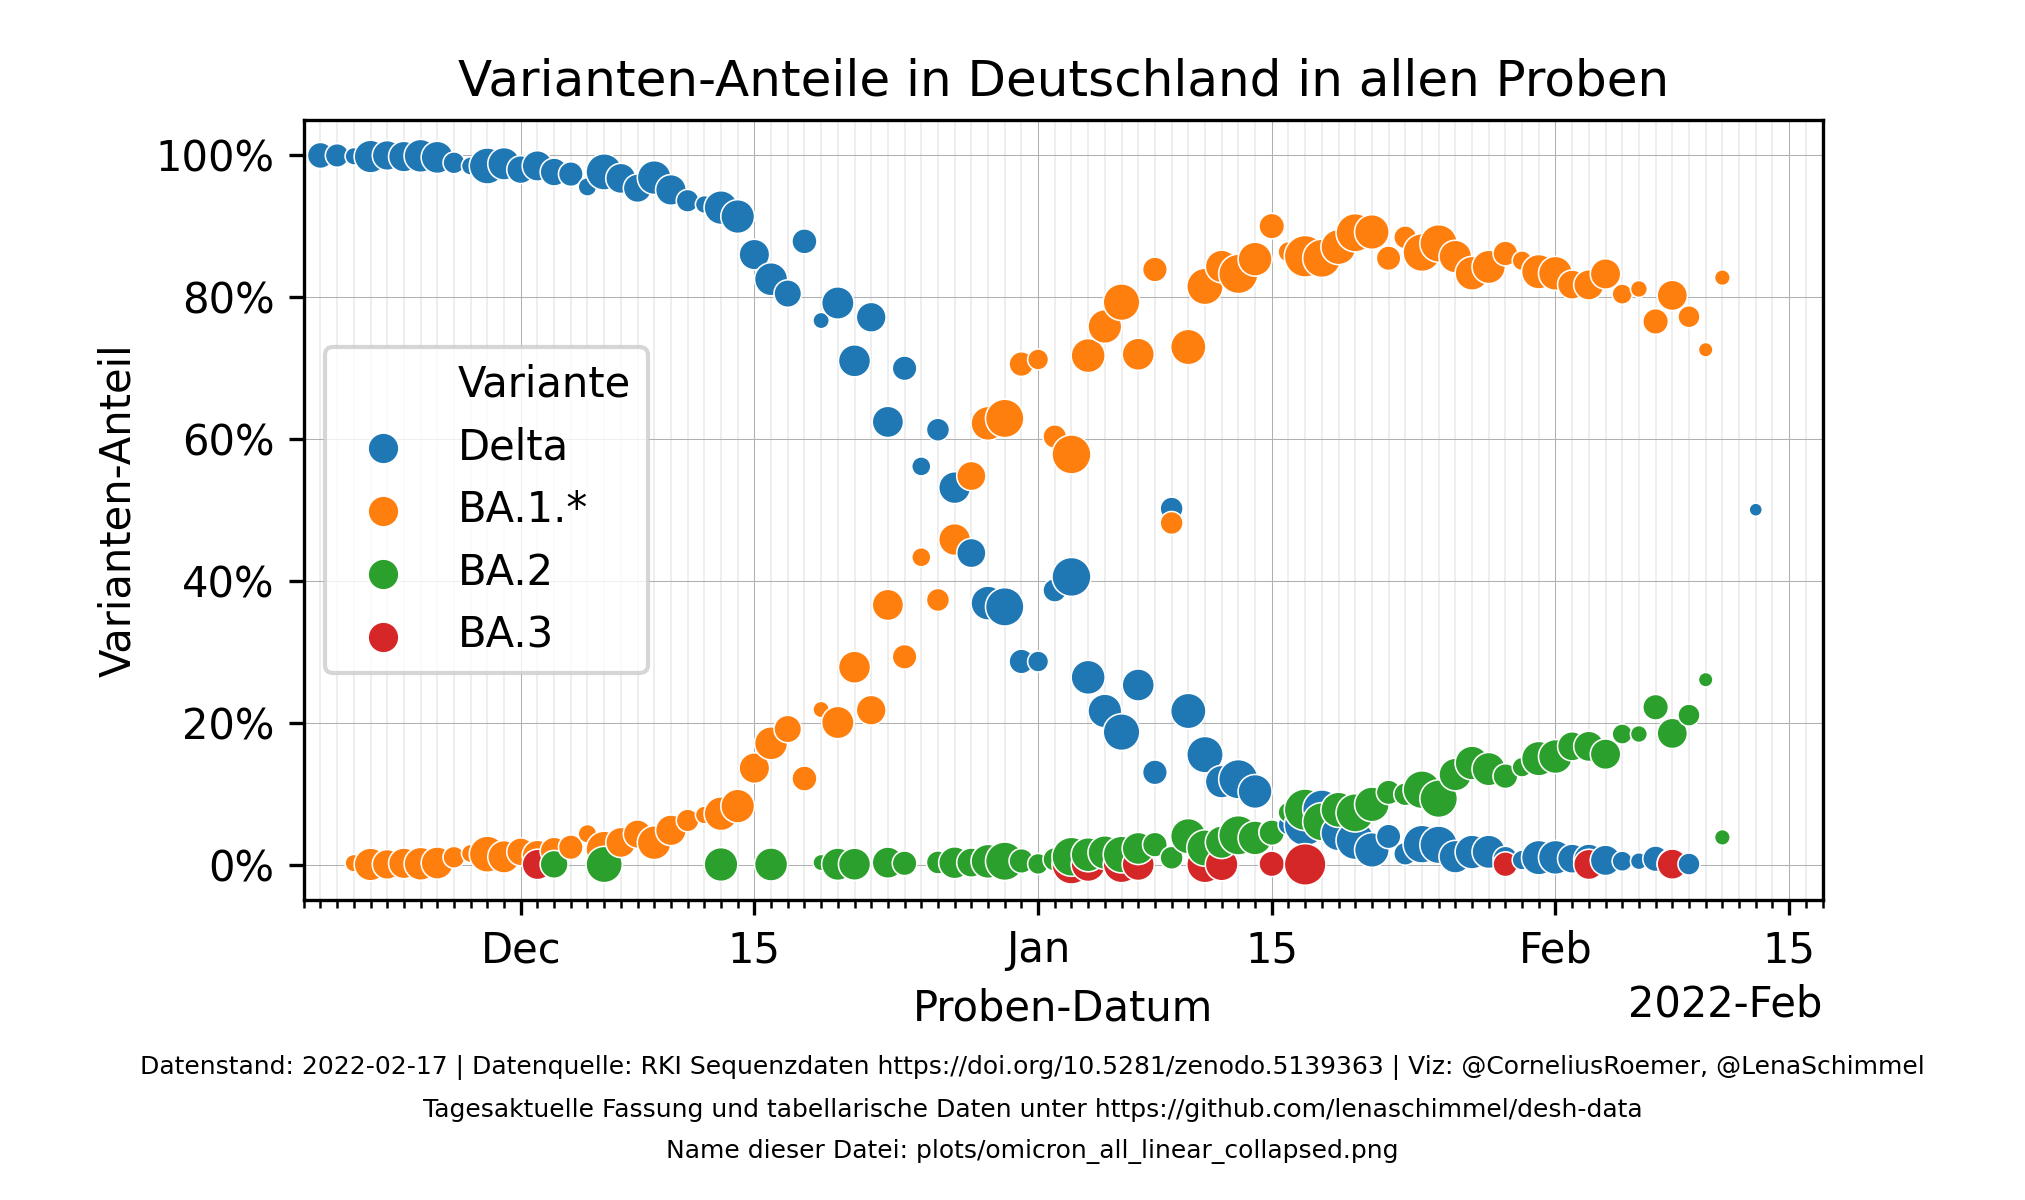 Varianten-Anteile in Deutschland in allen Proben
Varianten-Anteil
100%
80%
60%
40%
20%
0%
Variante
Delta
BA.1.*
BA.2
BA.3
Dec
15
Jan
15
Feb
15
Proben-Datum
2022-Feb
Datenstand: 2022-02-17 | Datenquelle: RKI Sequenzdaten https://doi.org/10.5281/zenodo.5139363 | Viz: @CorneliusRoemer, @LenaSchimmel
Tagesaktuelle Fassung und tabellarische Daten unter https://github.com/lenaschimmel/desh-data
Name dieser Datei: plots/omicron_all_linear_collapsed.png